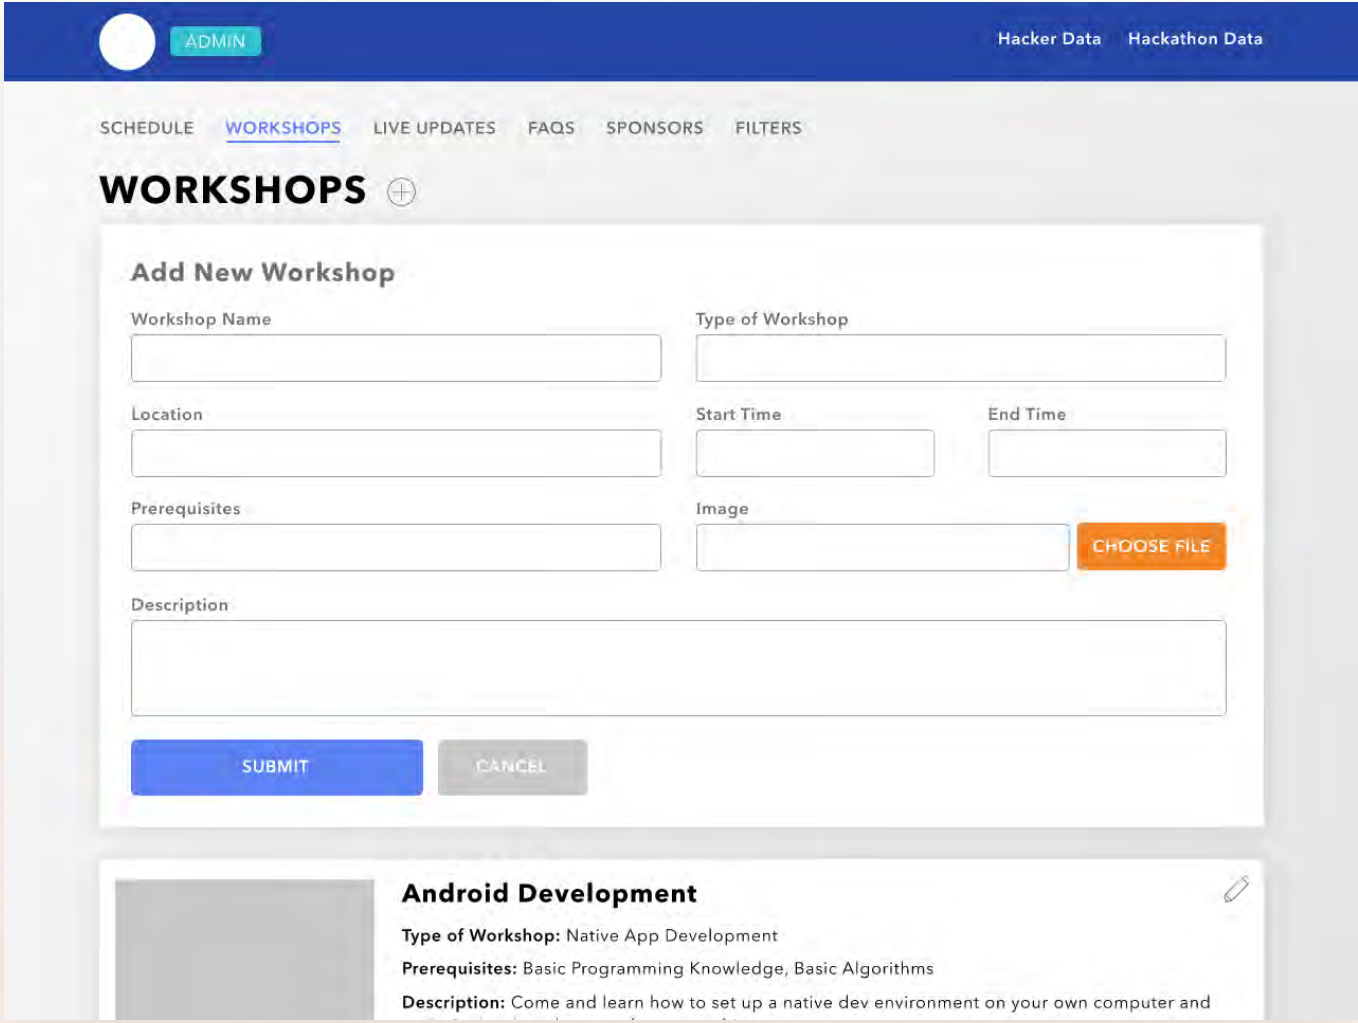 ADMIN
Hacker Data Hackathon Data
SCHEDULE WORKSHOPS LIVE UPDATES FAQS SPONSORS FILTERS
WORKSHOPS
Add New Workshop
Workshop Name Type of Workshop
Location Start Time End Time
Prerequisites Image
CHOOSE FILE
Description
SUBMIT CANCEL
Android Development
Type of Workshop: Native App Development
Prerequisites: Basic Programming Knowledge, Basic Algorithms
Description: Come and learn how to set up a native dev environment on your own computer and